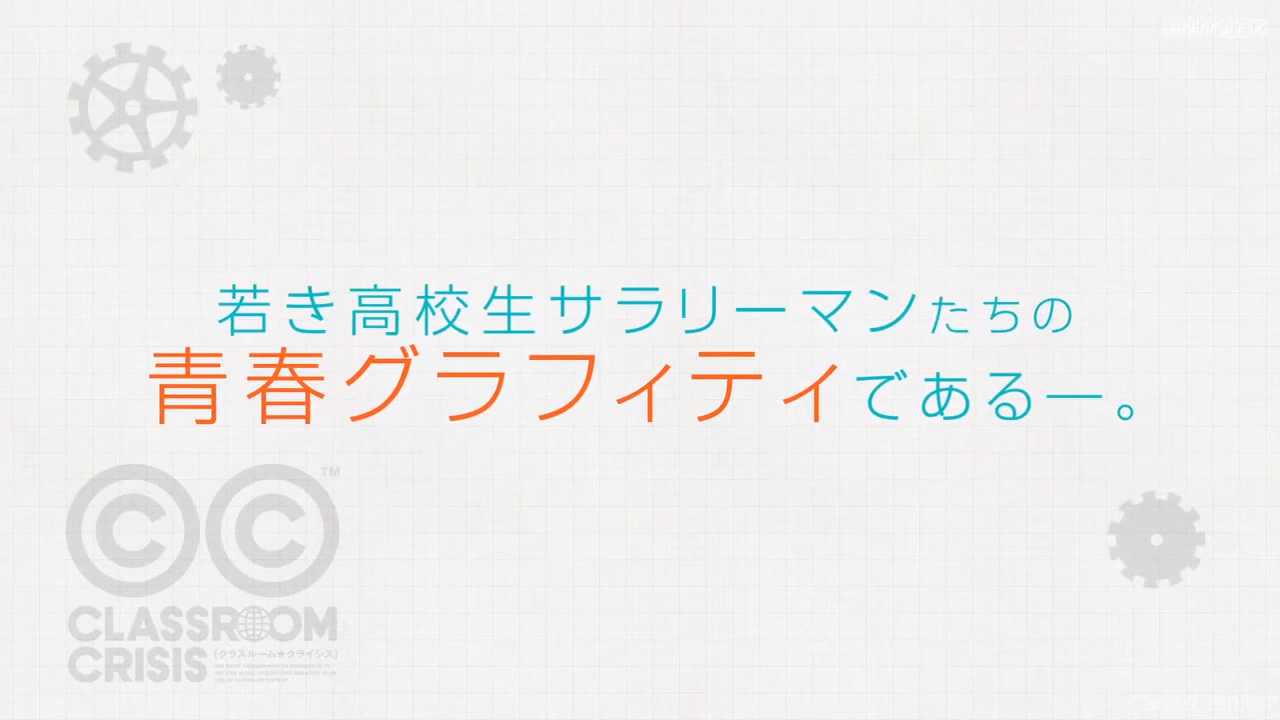 若き高校生サラリーマンたちの
青春グラフィティである―。
TM
CLASSROOM
CRISIS
[クラスルーム★クライシス]